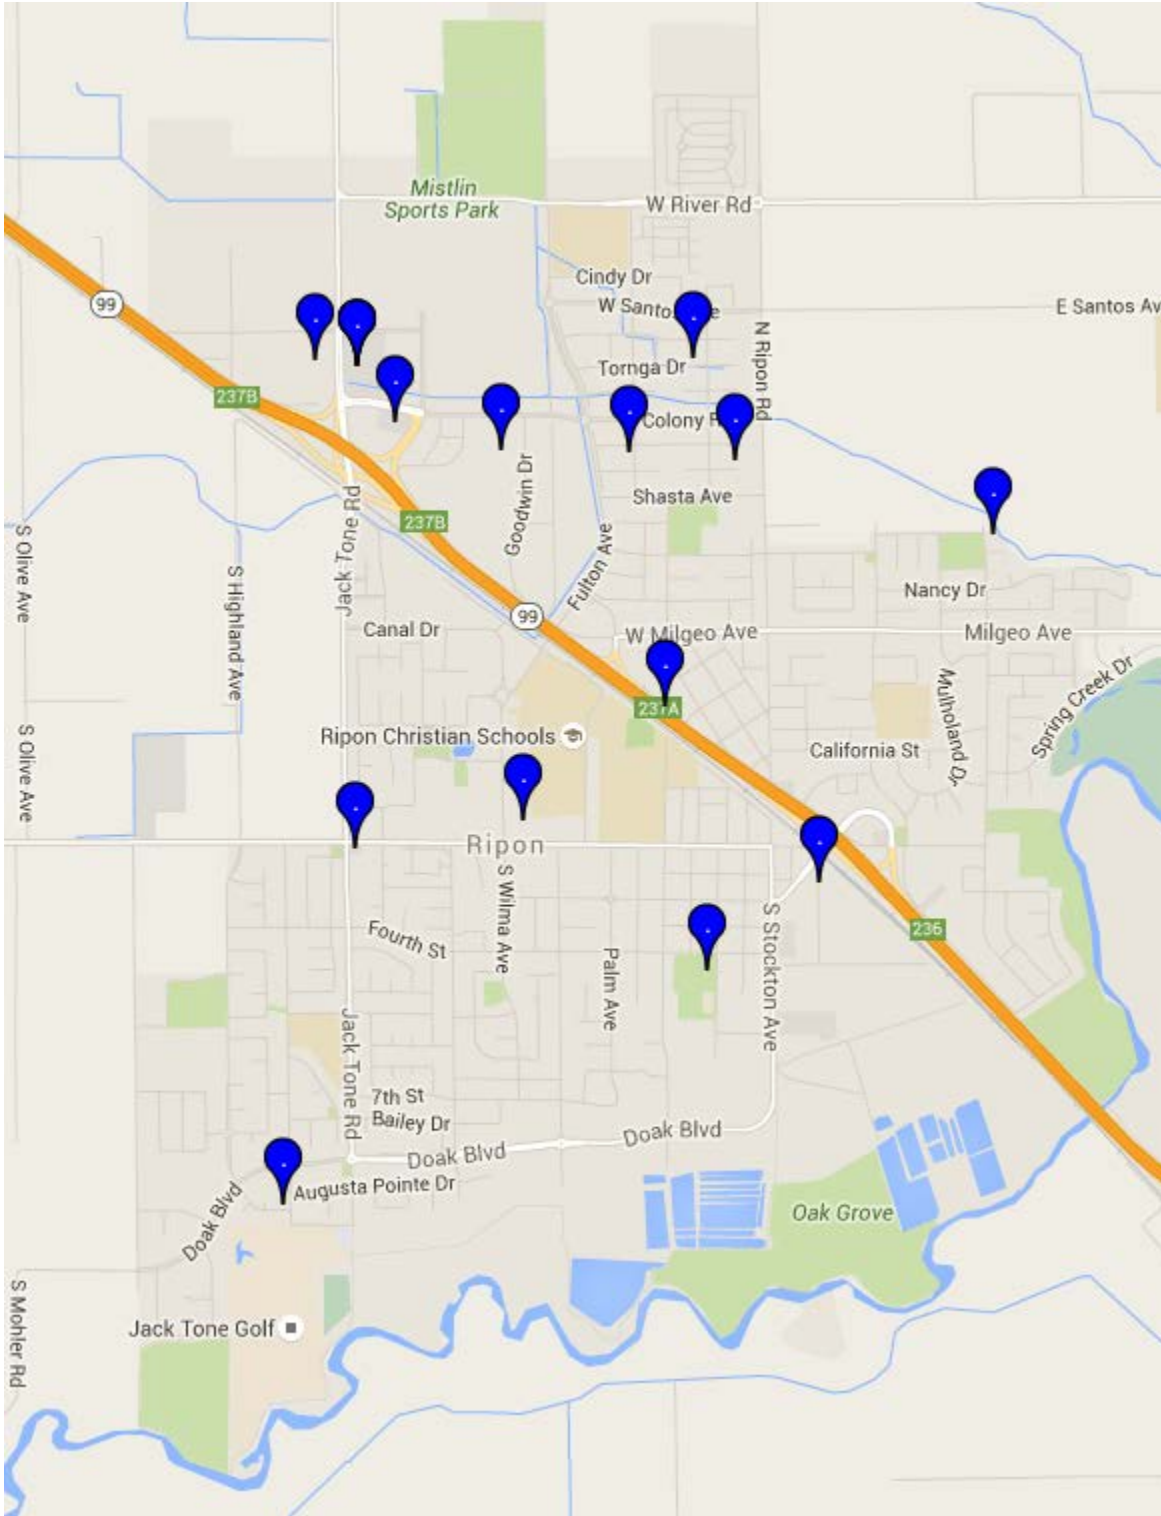 Mistlin
Sports Park
W River Rd
Cindy Dr
W Santo
e
E Santos Av
99
N Ripon Rd
Tornga Dr
237B
Colony R
Goodwin Dr
Shasta Ave
Jack Tone Rd
237B
S Olive Ave
S Highland Ave
Fulton Ave
Nancy Dr
99
Canal Dr
W Milgeo Ave
Milgeo Ave
Mulholand Dr
Spring Creek Dr
237A
S Olive Ave
Ripon Christian Schools
California St
Ripon
S Wilma Ave
S Stockton Ave
236
Fourth St
Palm Ave
Jack Tone Rd
7th St
Bailey Dr
Doak Blvd
Doak Blvd
Augusta Pointe Dr
Doak Blvd
Oak Grove
S Mohler Rd
Jack Tone Golf